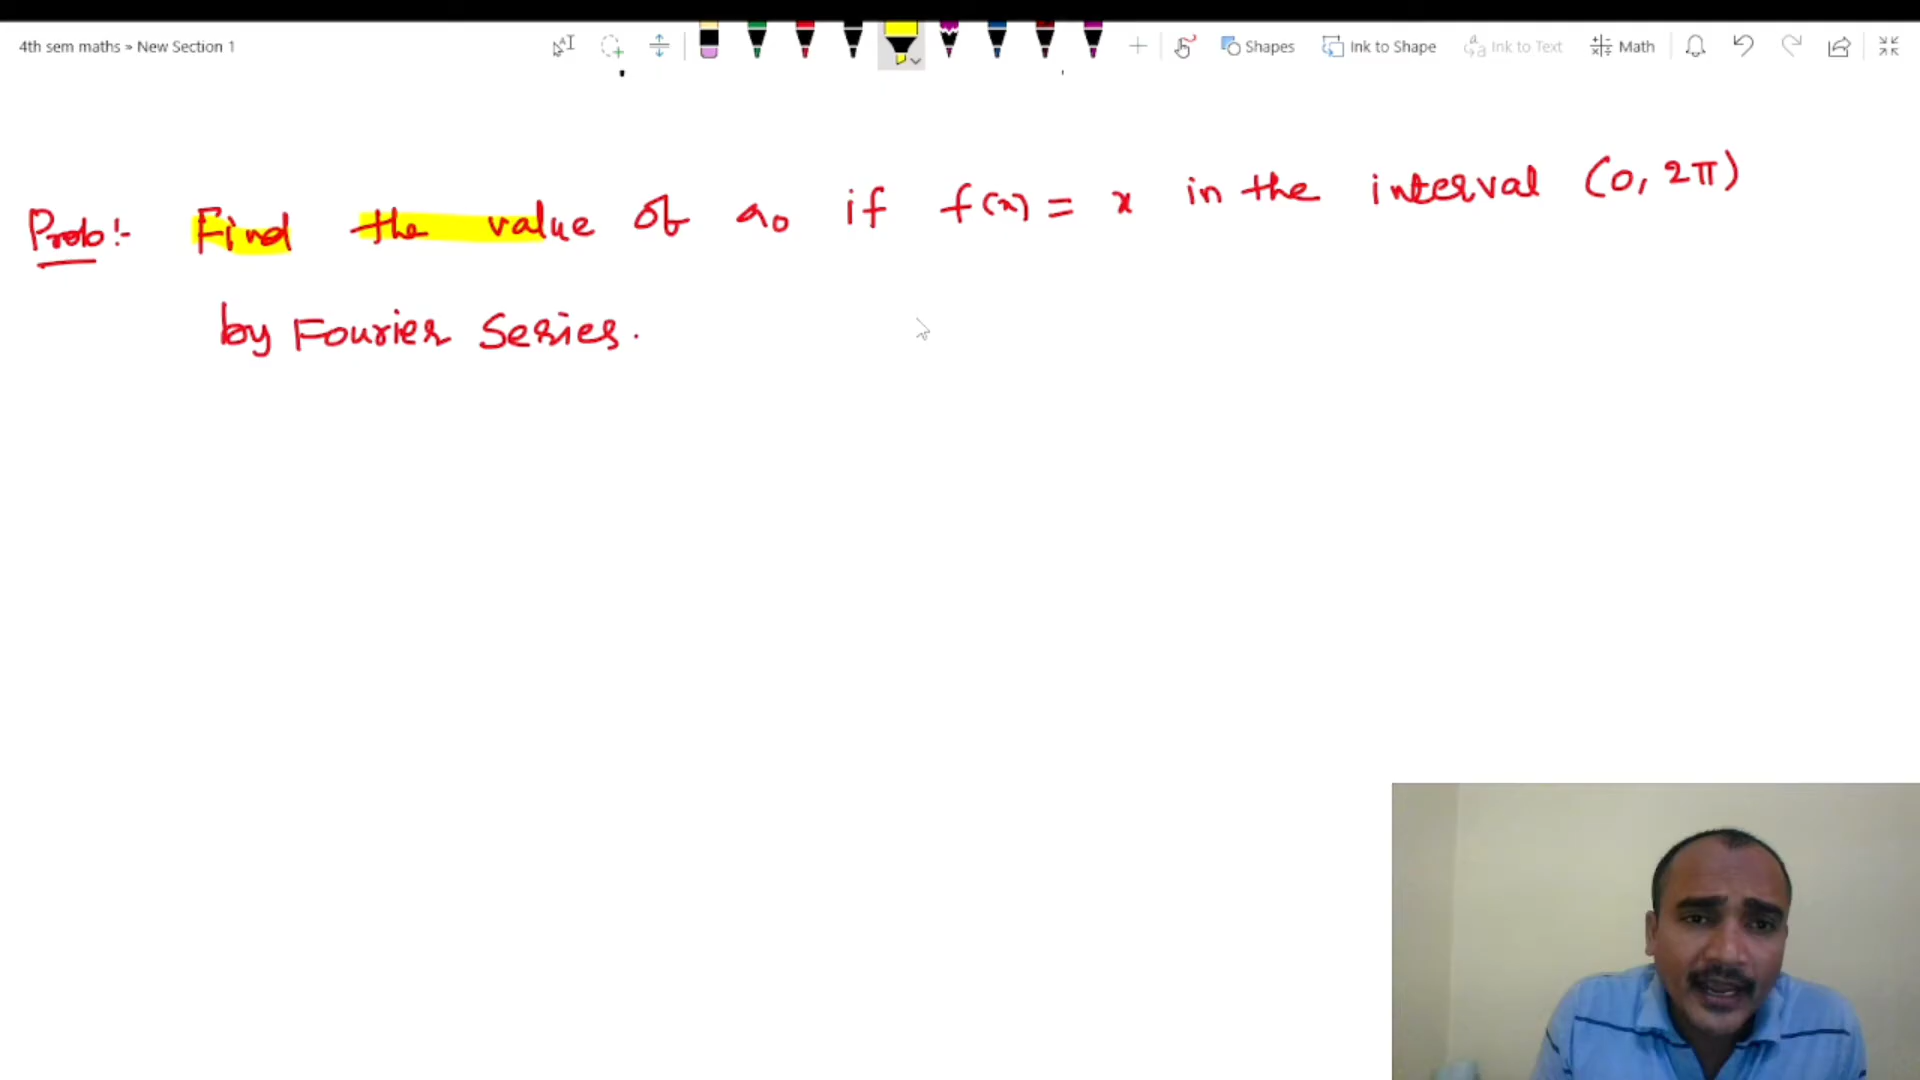 4th sem maths » New Section 1
Shapes
Ink to Shape
Ink to Text
Math
Prob:- Find the value of a₀ if f(x) = x in the interval (0, 2π)
by Fourier Series.